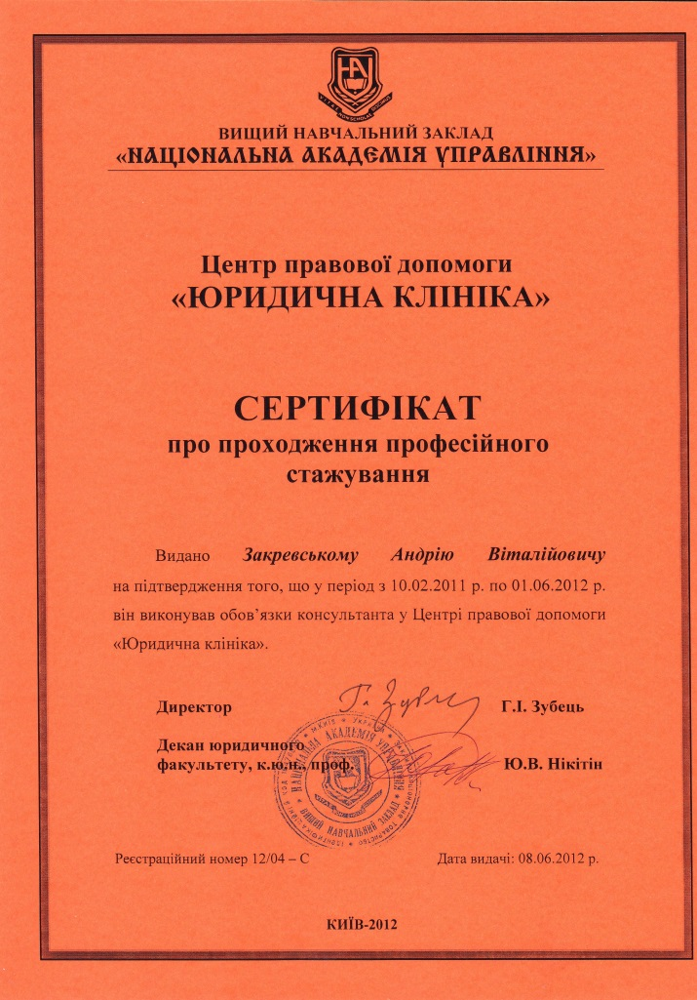 НАУ
ВИЩИЙ НАВЧАЛЬНИЙ ЗАКЛАД
«НАЦІОНАЛЬНА АКАДЕМІЯ УПРАВЛІННЯ»
Центр правової допомоги
«ЮРИДИЧНА КЛІНІКА»
СЕРТИФІКАТ
про проходження професійного
стажування
Видано Закревському Андрію Віталійовичу
на підтвердження того, що у період з 10.02.2011 р. по 01.06.2012 р.
він виконував обов’язки консультанта у Центрі правової допомоги
«Юридична клініка».
Директор Г.І. Зубець
Декан юридичного
факультету, к.ю.н., проф. Ю.В. Нікітін
НАЦІОНАЛЬНА АКАДЕМІЯ УПРАВЛІННЯ
ВИЩИЙ НАВЧАЛЬНИЙ ЗАКЛАД
Реєстраційний номер 12/04 – С Дата видачі: 08.06.2012 р.
КИЇВ-2012